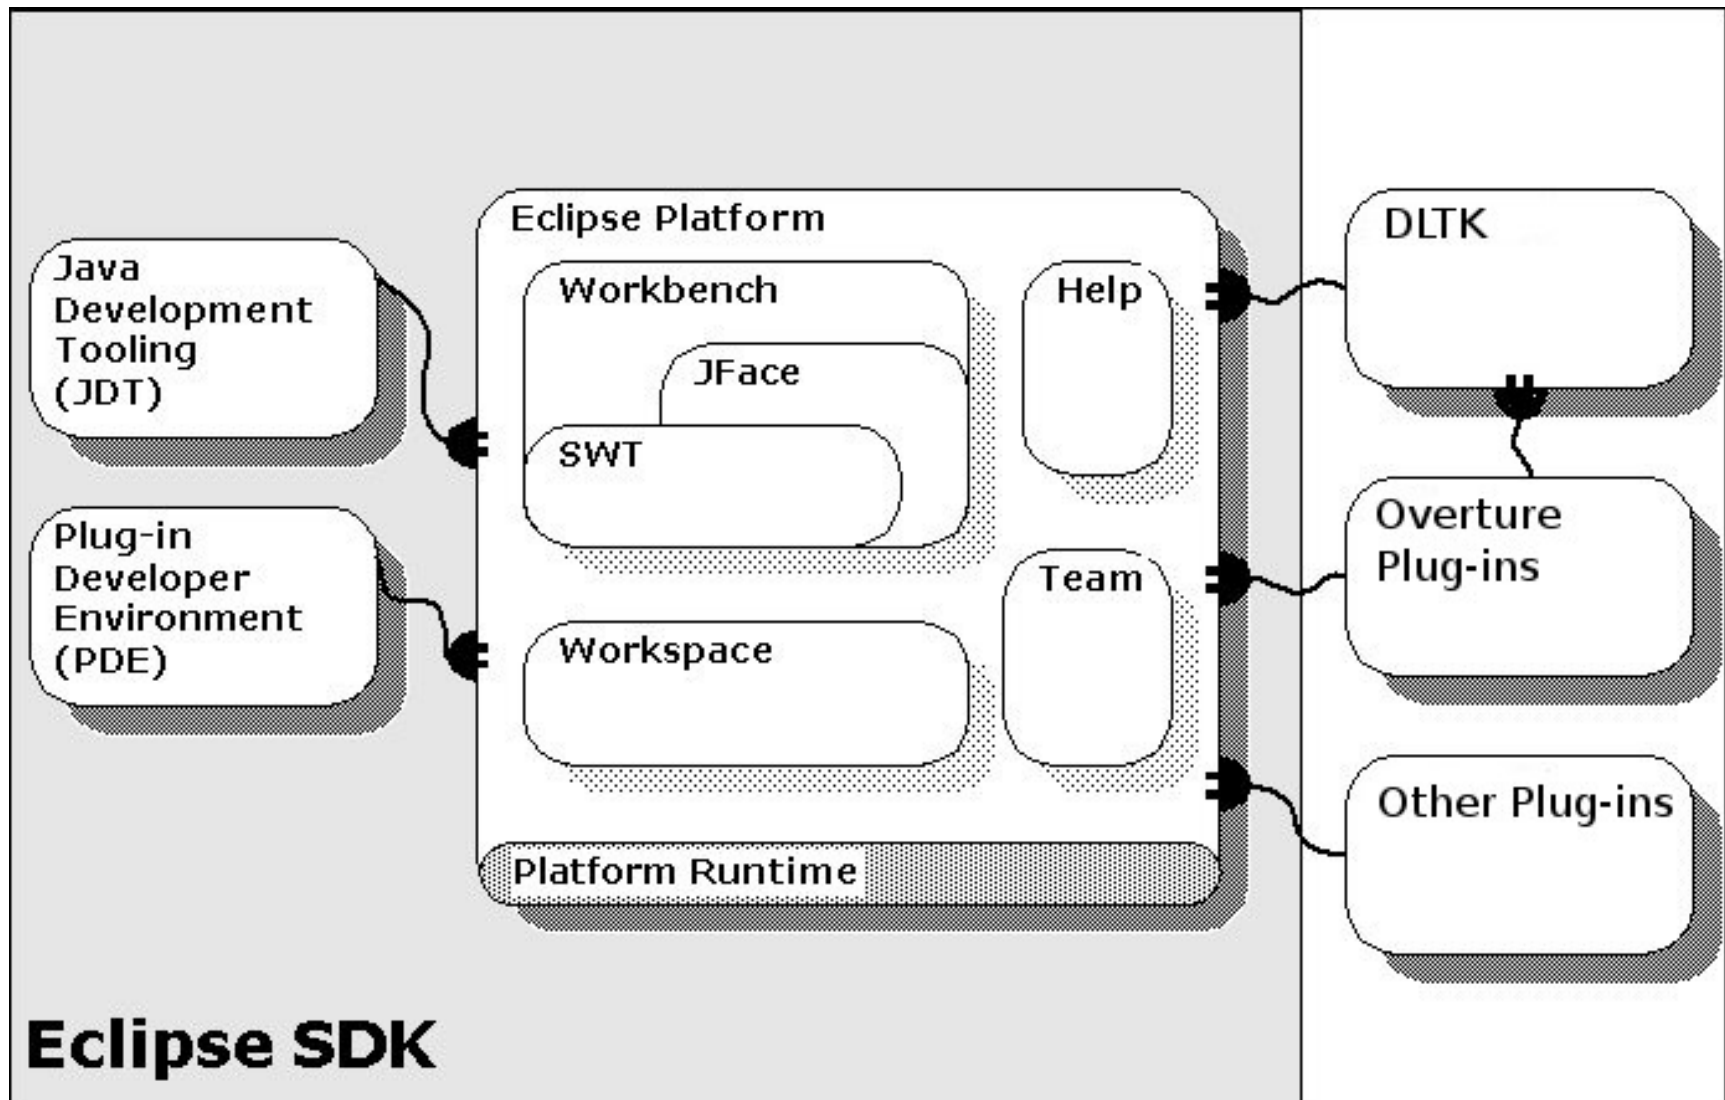 Eclipse Platform
Java
Development
Tooling
(JDT)
Plug-in
Developer
Environment
(PDE)
Workbench
JFace
SWT
Workspace
Help
Team
Platform Runtime
DLTK
Overture
Plug-ins
Other Plug-ins
Eclipse SDK